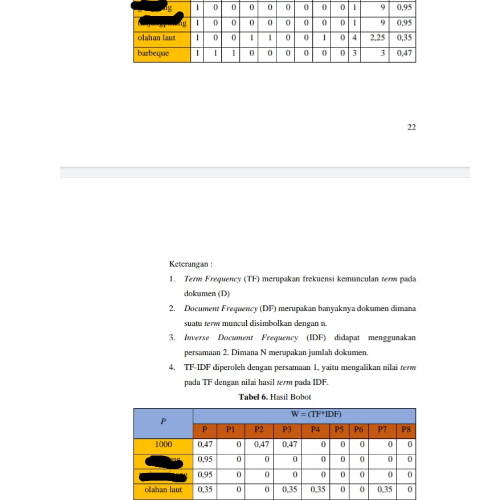 1 0 0 0 0 0 0 0 1 9 0,95
1 0 0 0 0 0 0 0 1 9 0,95
olahan laut 1 0 0 1 1 0 0 1 0 4 2,25 0,35
barbeque 1 1 1 0 0 0 0 0 0 3 3 0,47
22
Keterangan :
1. Term Frequency (TF) merupakan frekuensi kemunculan term pada
dokumen (D)
2. Document Frequency (DF) merupakan banyaknya dokumen dimana
suatu term muncul disimbolkan dengan n.
3. Inverse Document Frequency (IDF) didapat menggunakan
persamaan 2. Dimana N merupakan jumlah dokumen.
4. TF-IDF diperoleh dengan persamaan 1, yaitu mengalikan nilai term
pada TF dengan nilai hasil term pada IDF.
Tabel 6. Hasil Bobot
P W = (TF*IDF)
P P1 P2 P3 P4 P5 P6 P7 P8
1000 0,47 0 0,47 0,47 0 0 0 0 0
0,95 0 0 0 0 0 0 0 0
0,95 0 0 0 0 0 0 0 0
olahan laut 0,35 0 0 0,35 0,35 0 0 0,35 0